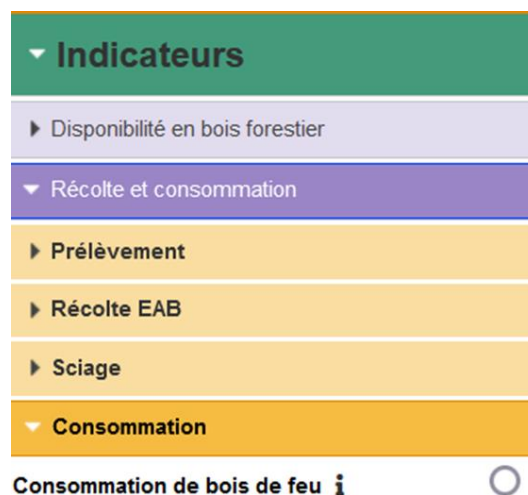 Indicateurs
Disponibilité en bois forestier
Récolte et consommation
Prélèvement
Récolte EAB
Sciage
Consommation
Consommation de bois de feu i